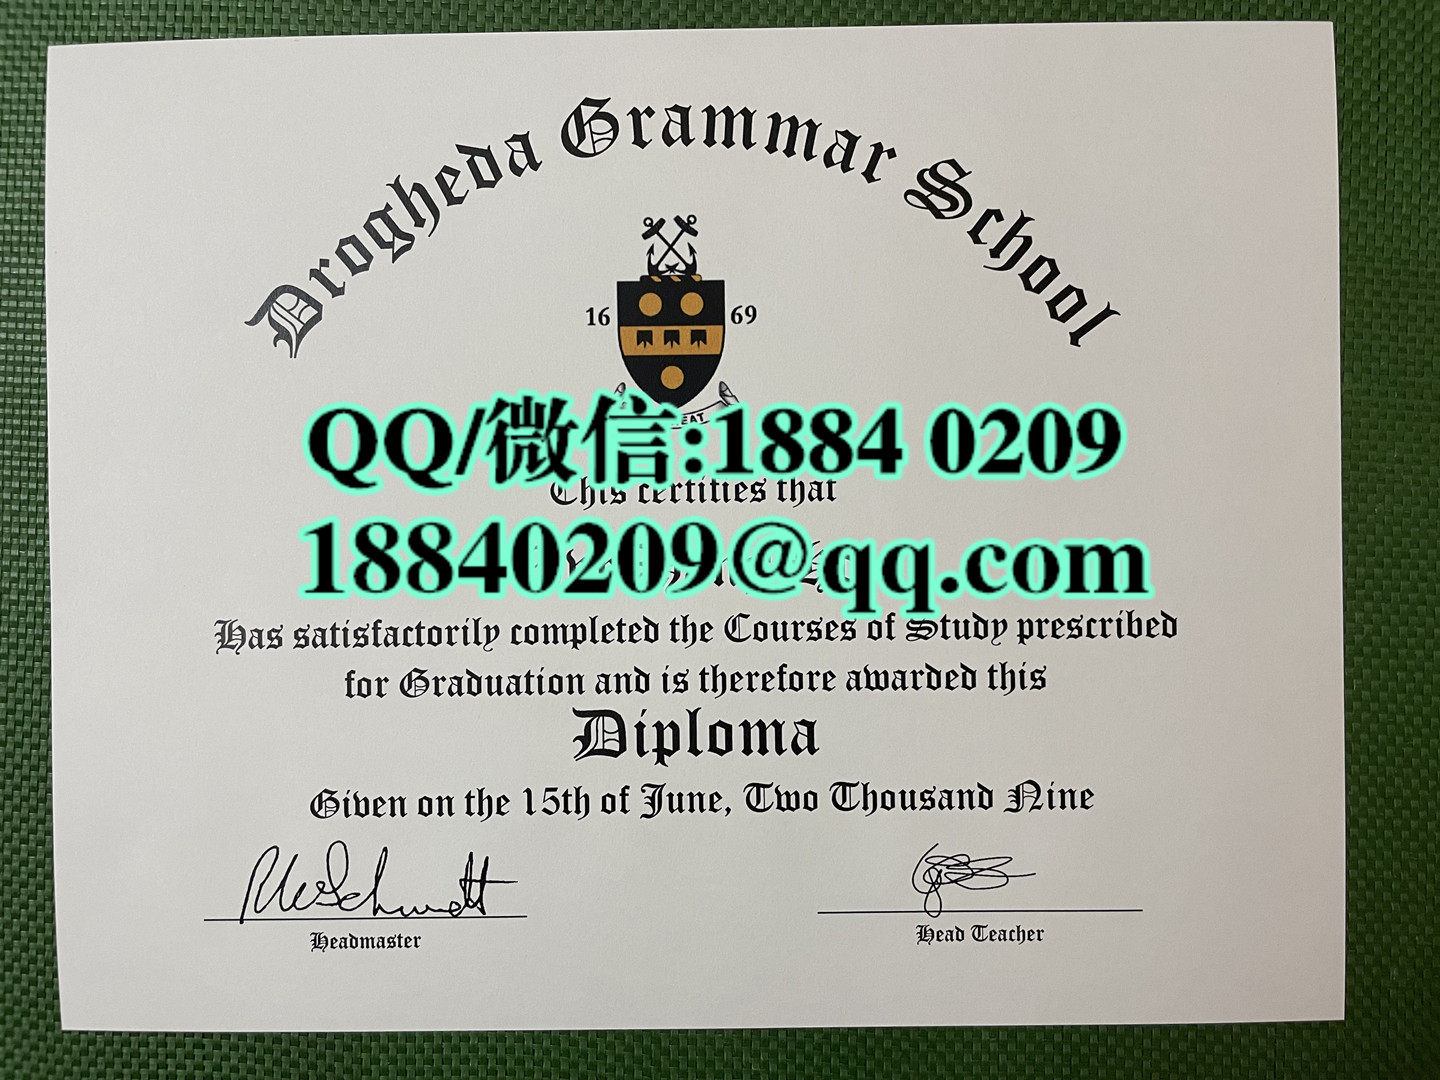 Drogheda Grammar School
16 69
EAT
QQ/微信:1884 0209
This certifies that
18840209@qq.com
Has satisfactorily completed the Courses of Study prescribed
for Graduation and is therefore awarded this
Diploma
Given on the 15th of June, Two Thousand Nine
Headmaster
Head Teacher